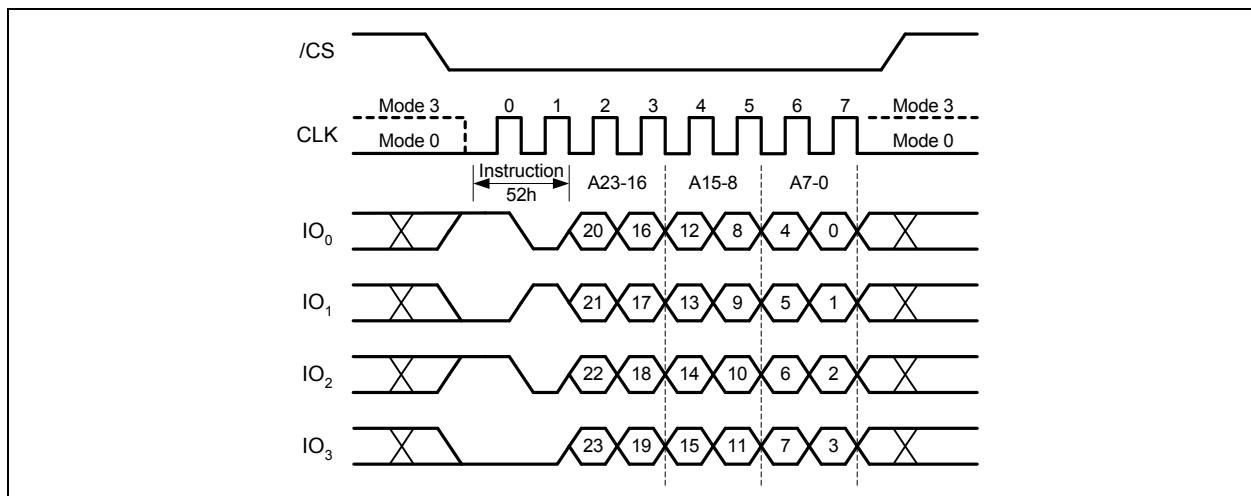 /CS
Mode 3 0 1 2 3 4 5 6 7 Mode 3
CLK
Mode 0 Mode 0
Instruction A23-16 A15-8 A7-0
52h
IO0 20 16 12 8 4 0
IO1 21 17 13 9 5 1
IO2 22 18 14 10 6 2
IO3 23 19 15 11 7 3